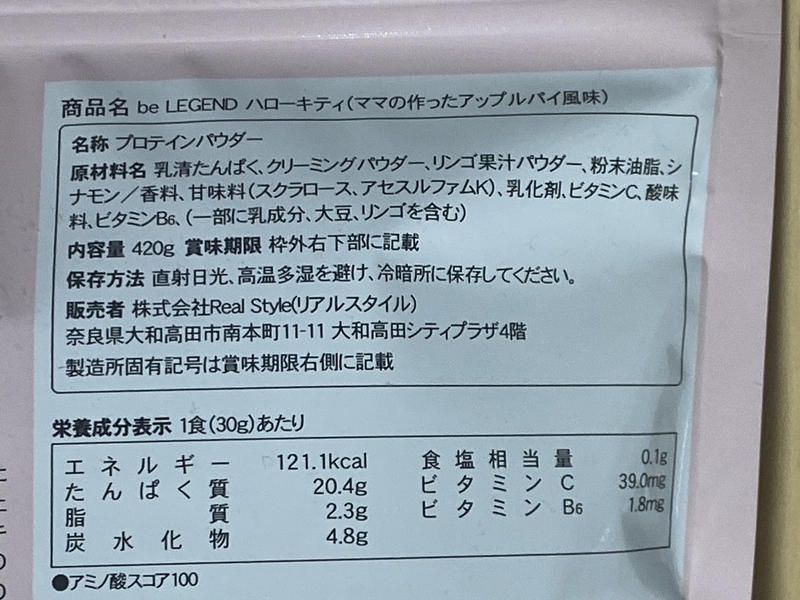 商品名 be LEGEND ハローキティ(ママの作ったアップルパイ風味)
名称 プロテインパウダー
原材料名 乳清たんぱく、クリーミングパウダー、リンゴ果汁パウダー、粉末油脂、シ
ナモン／香料、甘味料(スクラロース、アセスルファムK)、乳化剤、ビタミンC、酸味
料、ビタミンB6、(一部に乳成分、大豆、リンゴを含む)
内容量 420g 賞味期限 枠外右下部に記載
保存方法 直射日光、高温多湿を避け、冷暗所に保存してください。
販売者 株式会社Real Style(リアルスタイル)
奈良県大和高田市南本町11-11 大和高田シティプラザ4階
製造所固有記号は賞味期限右側に記載
栄養成分表示 1食(30g)あたり
エネルギー 121.1kcal 食塩相当量 0.1g
たんぱく質 20.4g ビタミンC 39.0mg
脂質 2.3g ビタミンB6 1.8mg
炭水化物 4.8g
●アミノ酸スコア100